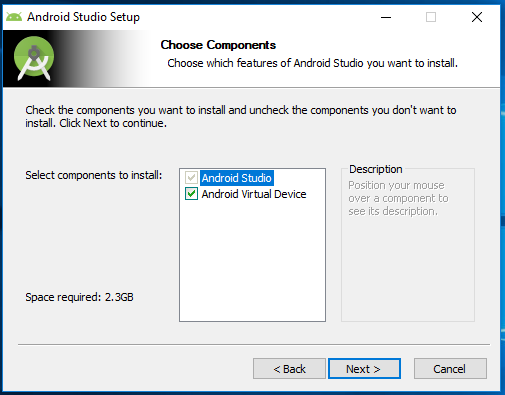 Android Studio Setup
Choose Components
Choose which features of Android Studio you want to install.
Check the components you want to install and uncheck the components you don't want to
install. Click Next to continue.
Select components to install:
Android Studio
Android Virtual Device
Description
Position your mouse
over a component to
see its description.
Space required: 2.3GB
< Back
Next >
Cancel